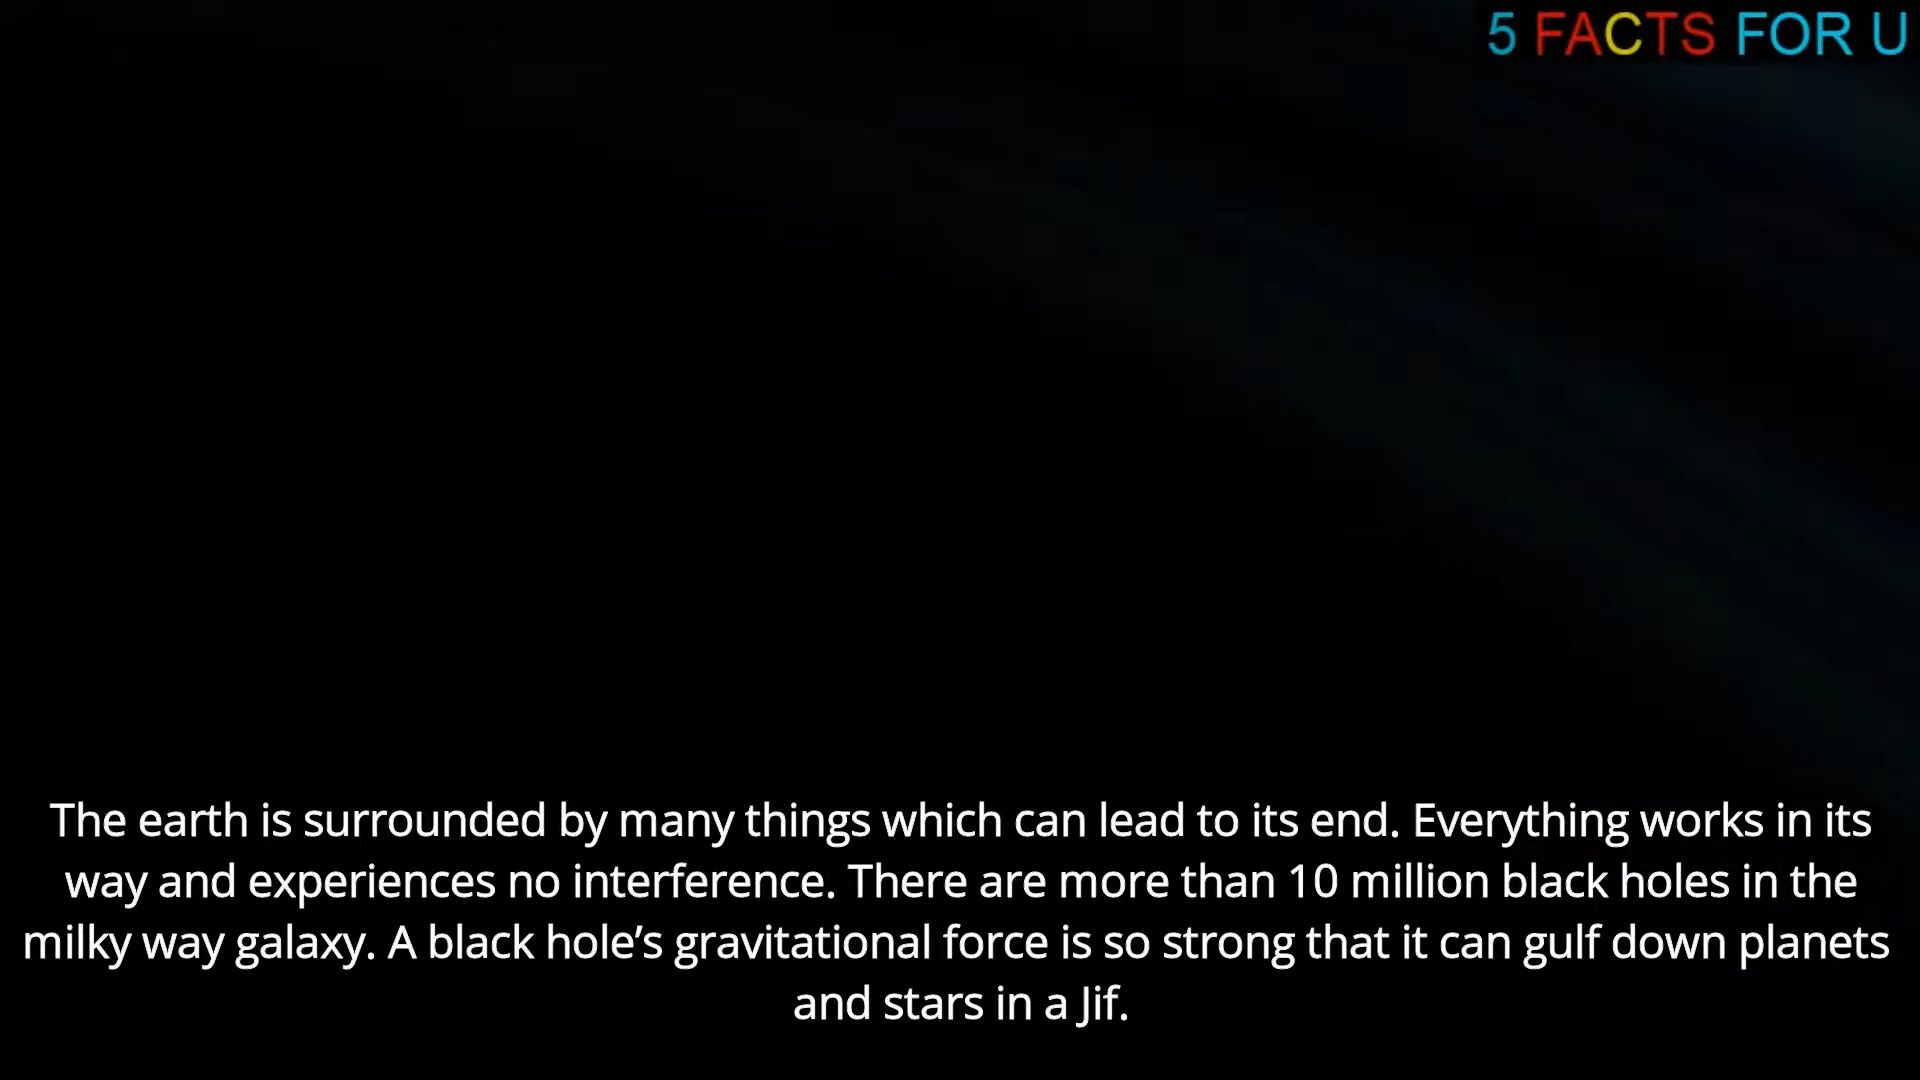 5 FACTS FOR U
The earth is surrounded by many things which can lead to its end. Everything works in its
way and experiences no interference. There are more than 10 million black holes in the
milky way galaxy. A black hole’s gravitational force is so strong that it can gulf down planets
and stars in a Jif.